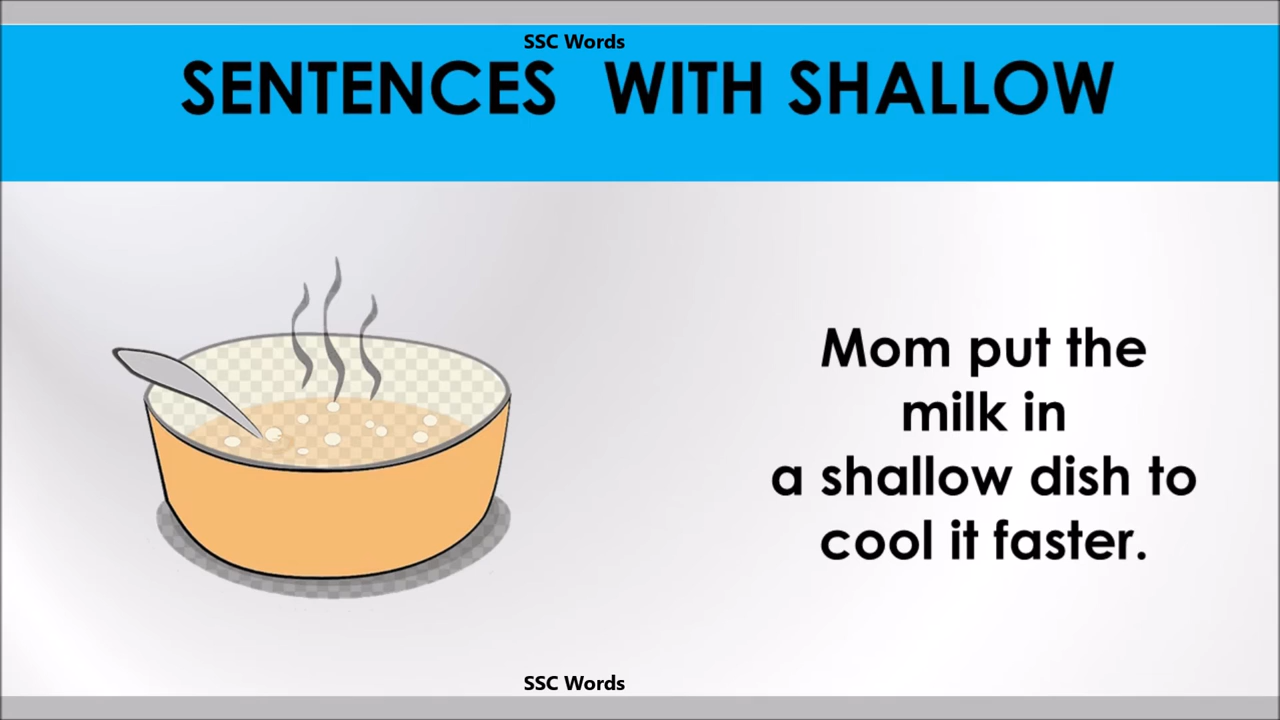 SSC Words
SENTENCES WITH SHALLOW
Mom put the
milk in
a shallow dish to
cool it faster.
SSC Words